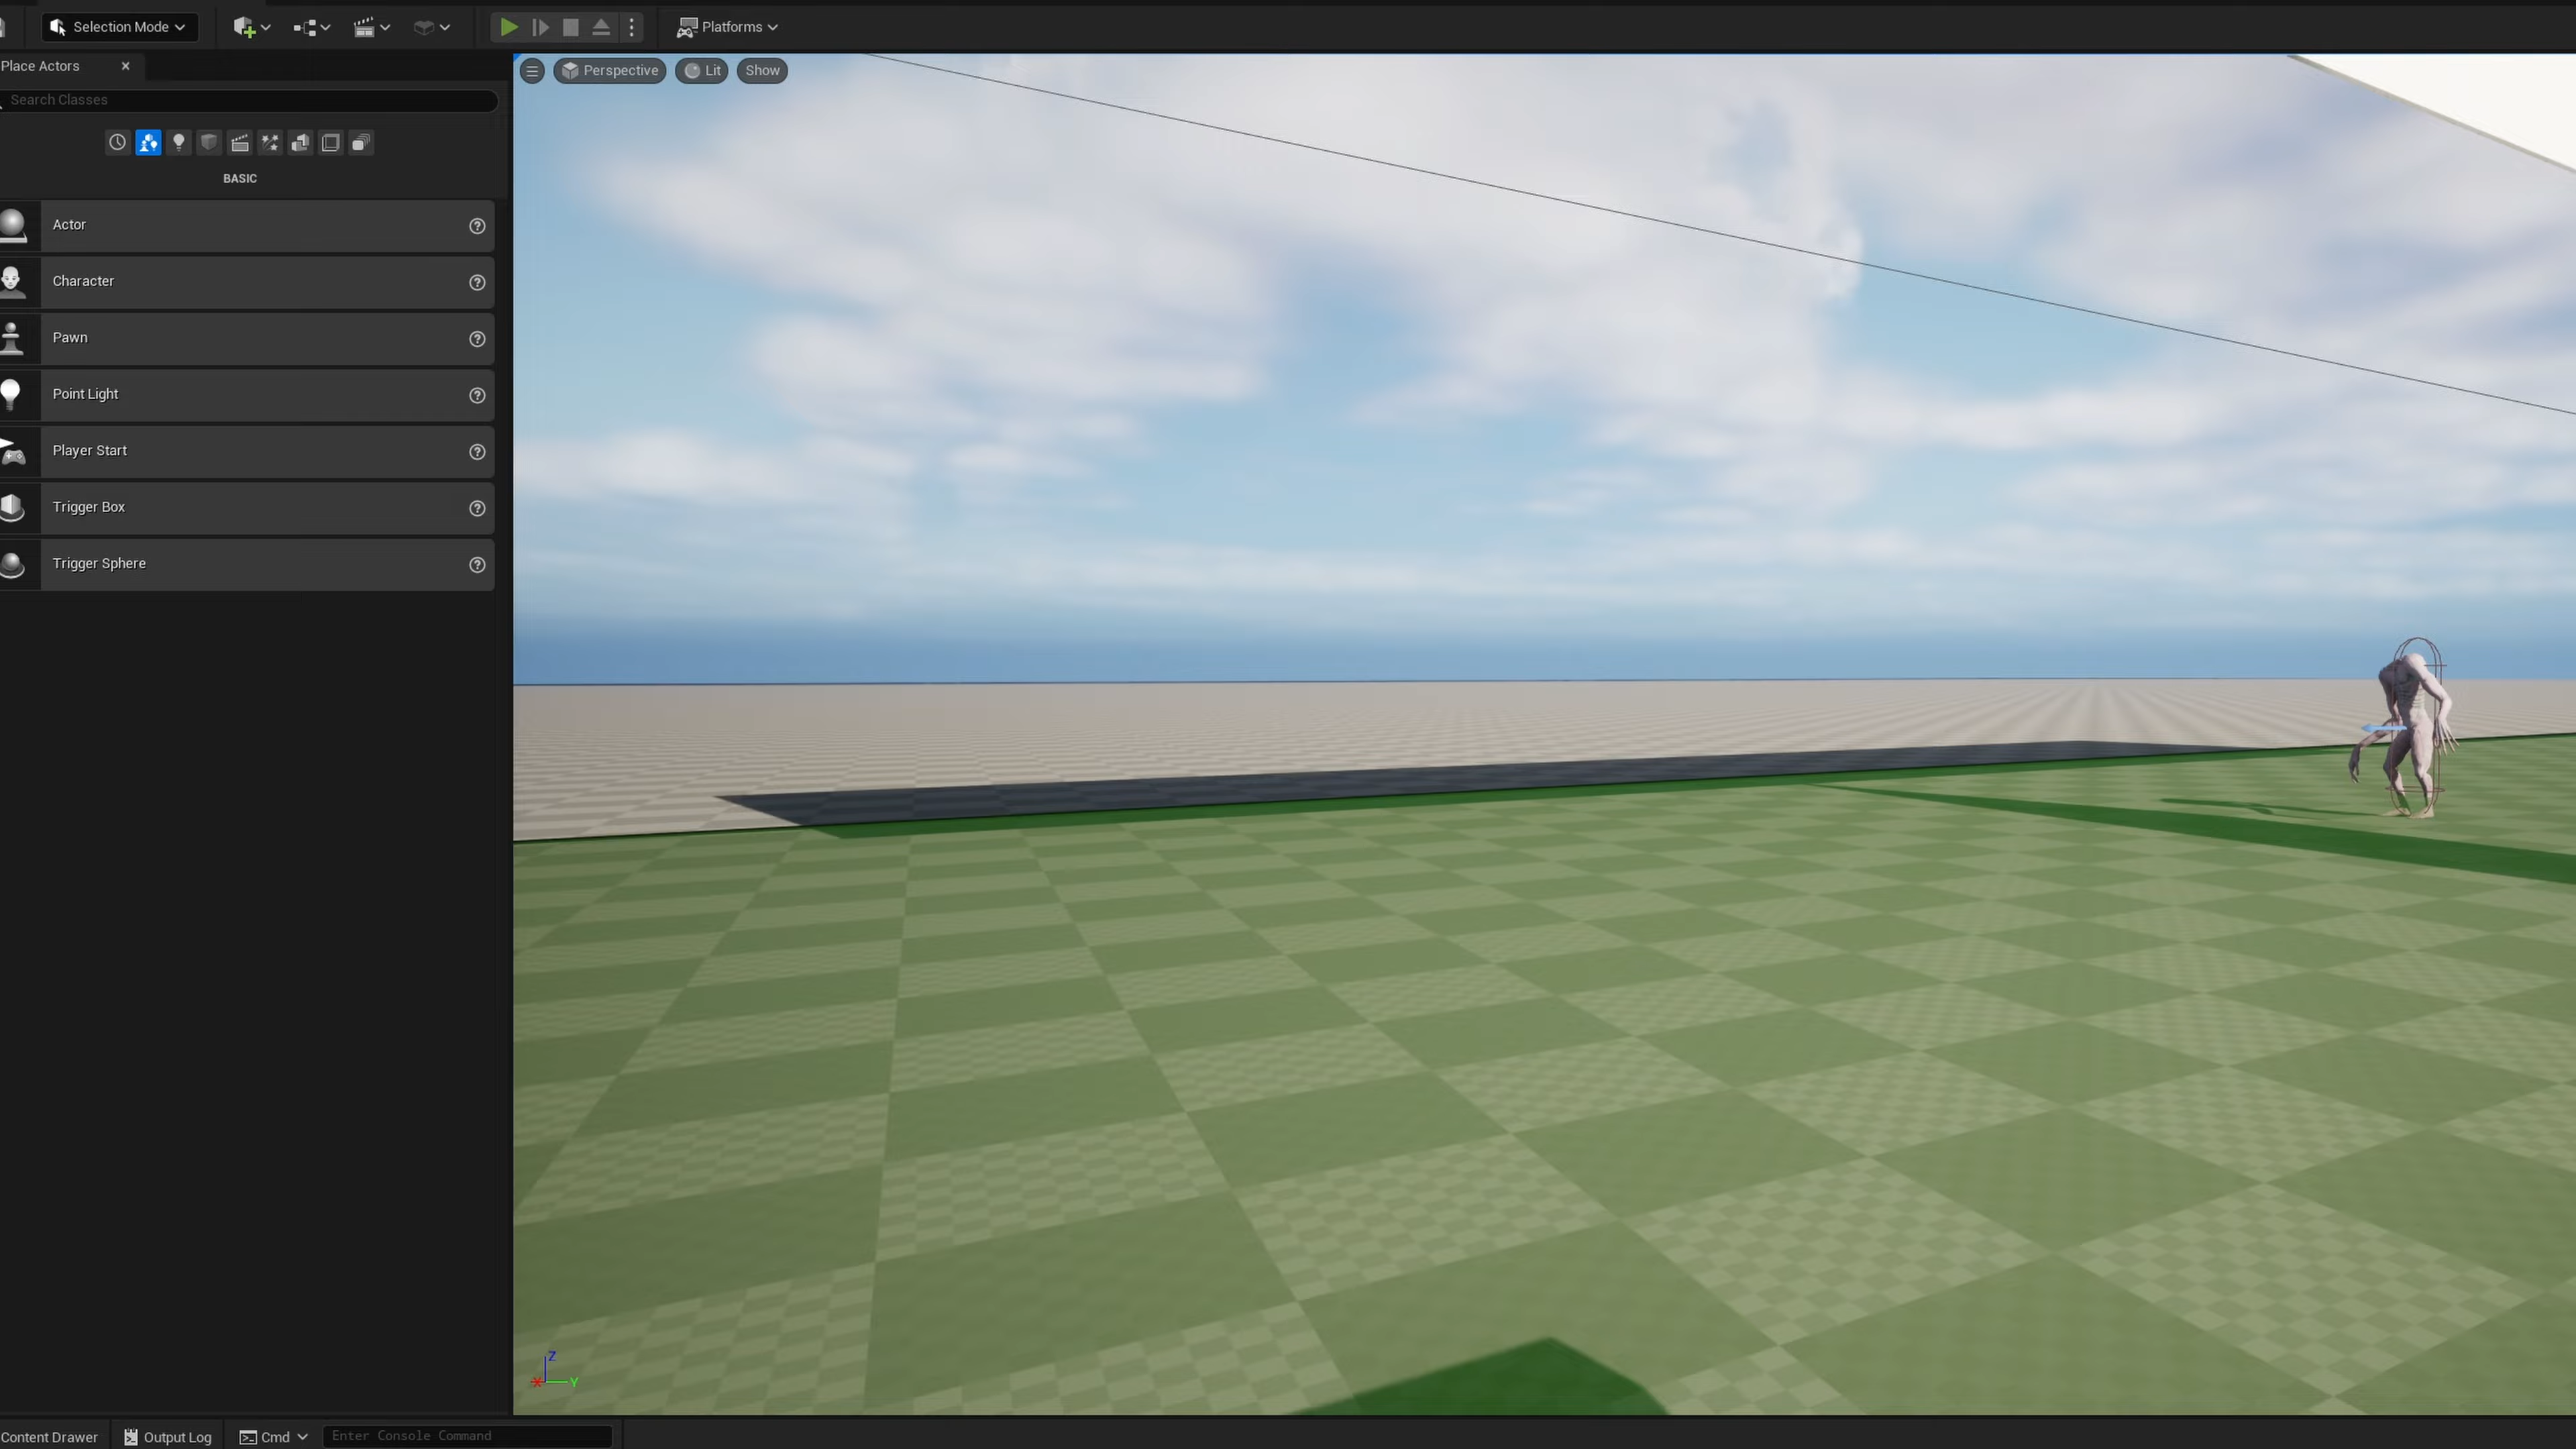 Selection Mode
Platforms
Place Actors
Search Classes
Perspective
Lit
Show
BASIC
Actor
Character
Pawn
Point Light
Player Start
Trigger Box
Trigger Sphere
Z
X
Y
Content Drawer
Output Log
Cmd
Enter Console Command